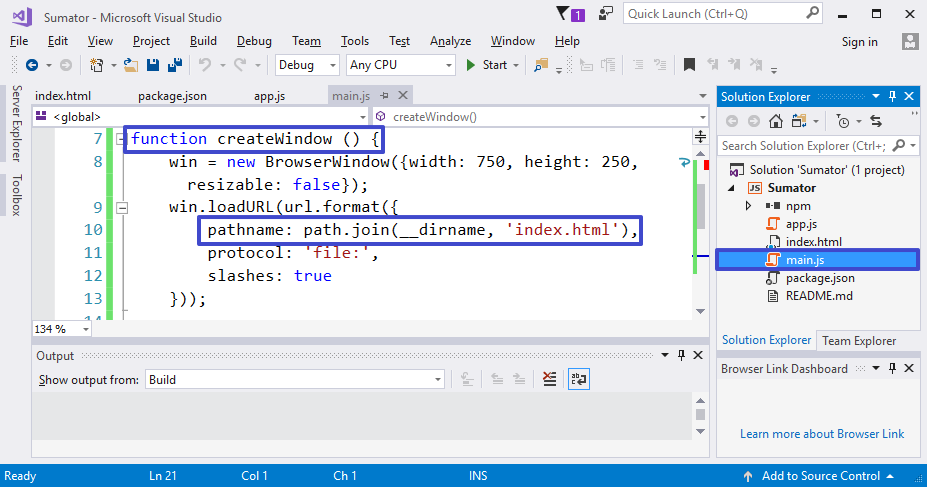 Sumator - Microsoft Visual Studio
1
Quick Launch (Ctrl+Q)
File Edit View Project Build Debug Team Tools Test Analyze Window Help
Sign in
Debug Any CPU Start
Server Explorer
Toolbox
index.html package.json app.js main.js
<global> createWindow()
7 function createWindow () {
8 win = new BrowserWindow({width: 750, height: 250,
resizable: false});
9 win.loadURL(url.format({
10 pathname: path.join(__dirname, 'index.html'),
11 protocol: 'file:',
12 slashes: true
13 }));
14
134 %
Output
Show output from: Build
Solution Explorer
Search Solution Explorer (Ctrl+;
Solution 'Sumator' (1 project)
JS Sumator
npm
app.js
index.html
main.js
package.json
README.md
Solution Explorer Team Explorer
Browser Link Dashboard
Learn more about Browser Link
Ready Ln 21 Col 1 Ch 1 INS Add to Source Control